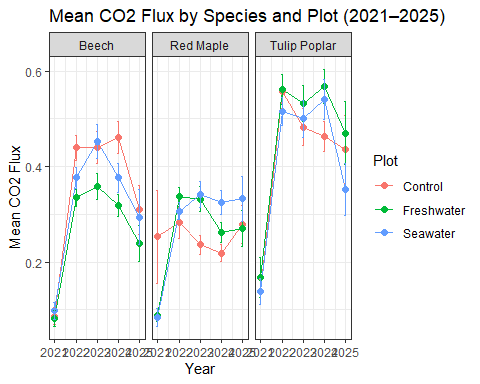 Mean CO2 Flux by Species and Plot (2021–2025)
Beech Red Maple Tulip Poplar
0.6
0.4
0.2
Mean CO2 Flux
2021 2022 2023 2024 2025 2021 2022 2023 2024 2025 2021 2022 2023 2024 2025
Year
Plot
Control
Freshwater
Seawater